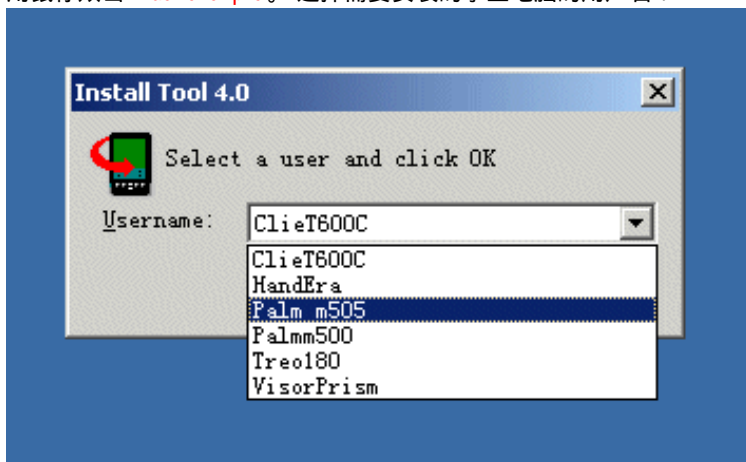 Install Tool 4.0
Select a user and click OK
Username:
ClieT600C
ClieT600C
HandEra
Palm m505
Palmm500
Treo180
VisorPrism